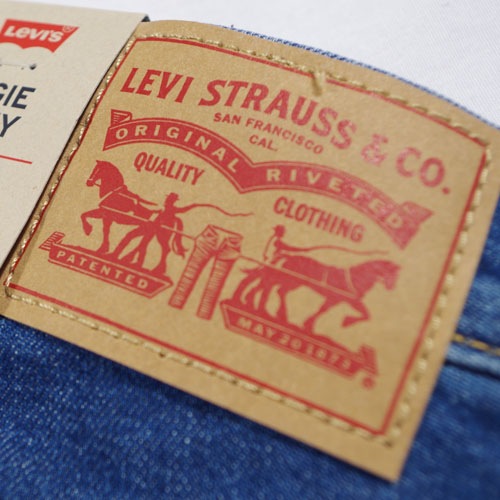 LEVI'S
GIE
Y
LEVI STRAUSS & CO.
SAN FRANCISCO
CAL.
ORIGINAL RIVETED
QUALITY CLOTHING
PATENTED
MAY 20 1873
®